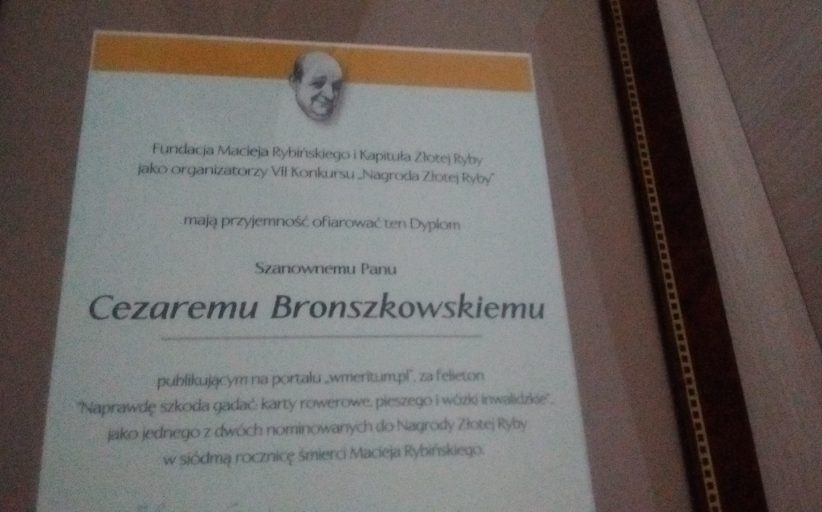 Fundacja Macieja Rybińskiego i Kapituła Złotej Ryby
jako organizatorzy VII Konkursu „Nagroda Złotej Ryby"
mają przyjemność ofiarować ten Dyplom
Szanownemu Panu
Cezaremu Bronszkowskiemu
publikującym na portalu „wmeritum.pl", za felieton
"Naprawdę szkoda gadać: karty rowerowe, pieszego i wózki inwalidzkie",
jako jednego z dwóch nominowanych do Nagrody Złotej Ryby
w siódmą rocznicę śmierci Macieja Rybińskiego.